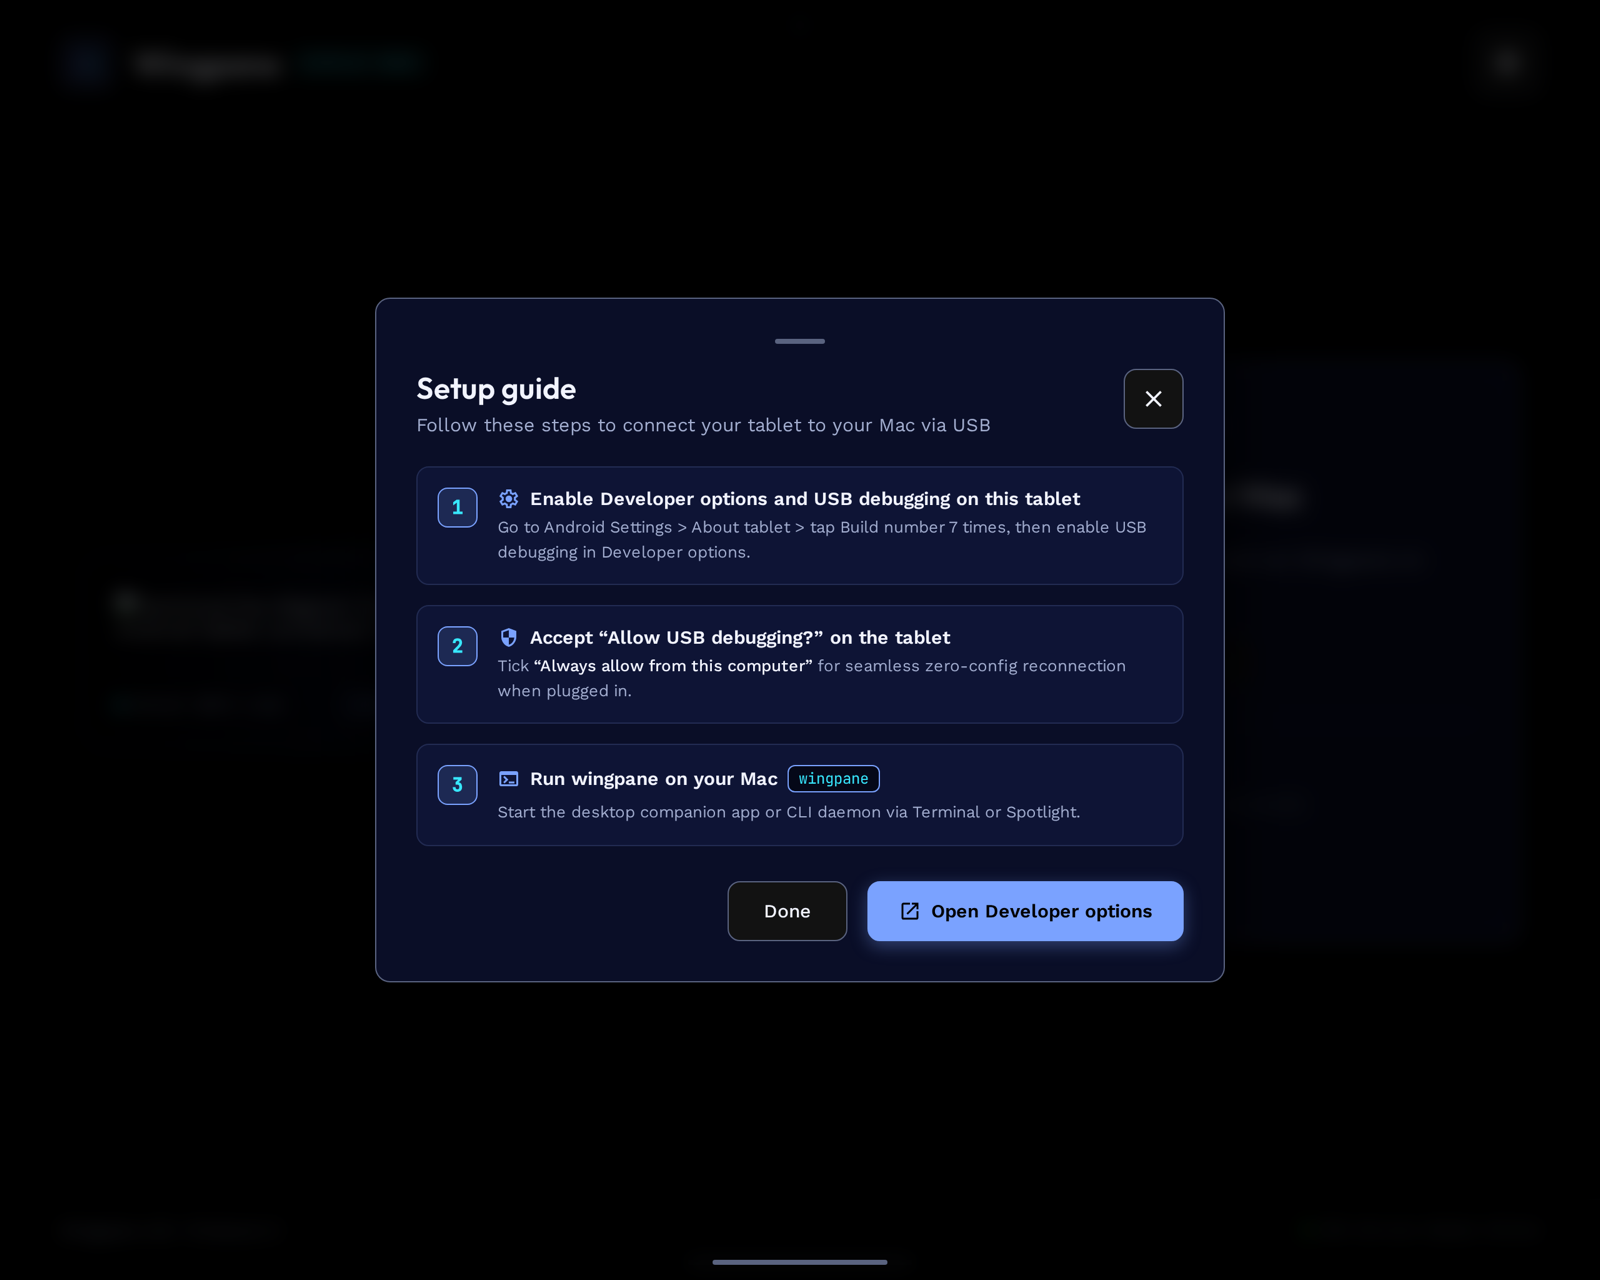 Setup guide
Follow these steps to connect your tablet to your Mac via USB
1
Enable Developer options and USB debugging on this tablet
Go to Android Settings > About tablet > tap Build number 7 times, then enable USB
debugging in Developer options.
2
Accept “Allow USB debugging?” on the tablet
Tick “Always allow from this computer” for seamless zero-config reconnection
when plugged in.
3
Run wingpane on your Mac wingpane
Start the desktop companion app or CLI daemon via Terminal or Spotlight.
Done
Open Developer options